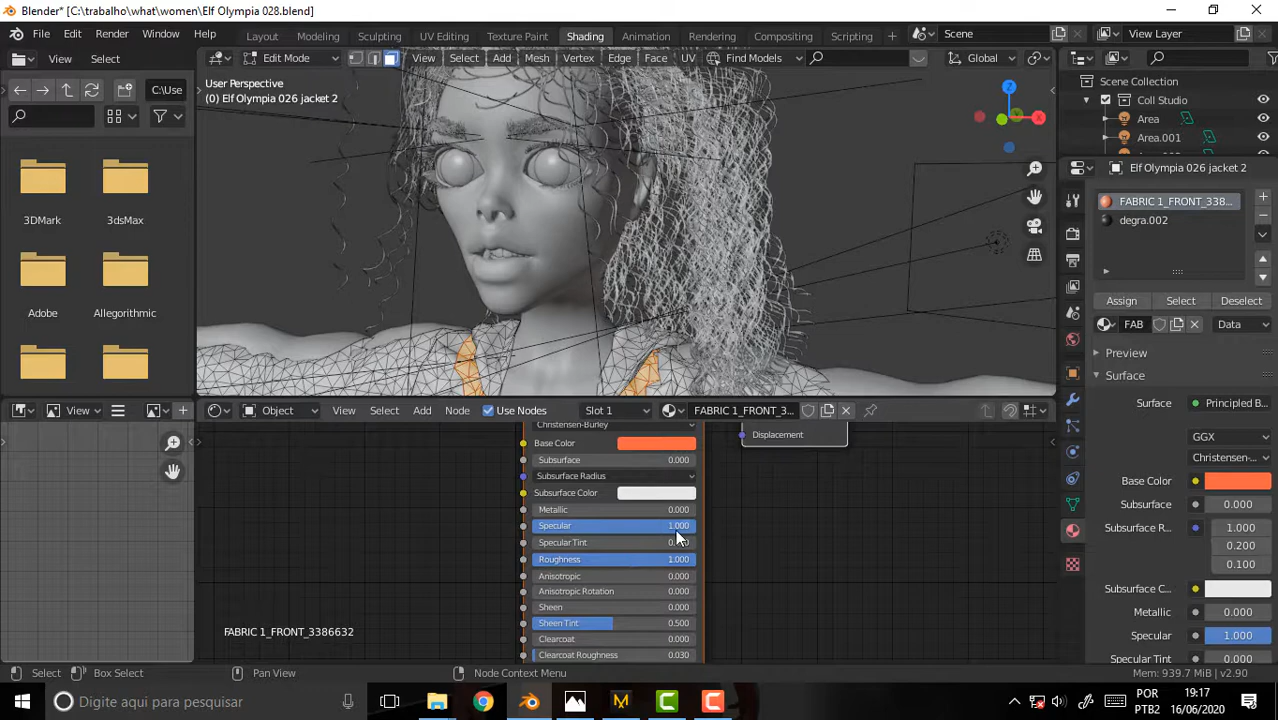 Blender* [C:\trabalho\what\women\Elf Olympia 028.blend]
File Edit Render Window Help Layout Modeling Sculpting UV Editing Texture Paint Shading Animation Rendering Compositing Scripting + Scene View Layer
View Select Edit Mode View Select Add Mesh Vertex Edge Face UV Find Models Global
C:\Use
User Perspective
(0) Elf Olympia 026 jacket 2
3DMark 3dsMax
Adobe Allegorithmic
Z
X
Y
Scene Collection
Coll Studio
Area
Area.001
Elf Olympia 026 jacket 2
FABRIC 1_FRONT_338...
degra.002
Assign Select Deselect
FAB Data
Preview
Surface
Surface Principled B...
GGX
Christensen-...
Base Color
Subsurface 0.000
Subsurface R... 1.000
0.200
0.100
Subsurface C...
Metallic 0.000
Specular 1.000
Specular Tint 0.000
View
Object View Select Add Node Use Nodes Slot 1 FABRIC 1_FRONT_3...
Christensen-Burley
Displacement
Base Color
Subsurface 0.000
Subsurface Radius
Subsurface Color
Metallic 0.000
Specular 1.000
Specular Tint
Roughness 1.000
Anisotropic 0.000
Anisotropic Rotation 0.000
Sheen 0.000
Sheen Tint 0.500
Clearcoat 0.000
Clearcoat Roughness 0.030
FABRIC 1_FRONT_3386632
Select Box Select Pan View Node Context Menu Mem: 939.7 MiB | v2.90
Digite aqui para pesquisar
POR
PTB2
19:17
16/06/2020